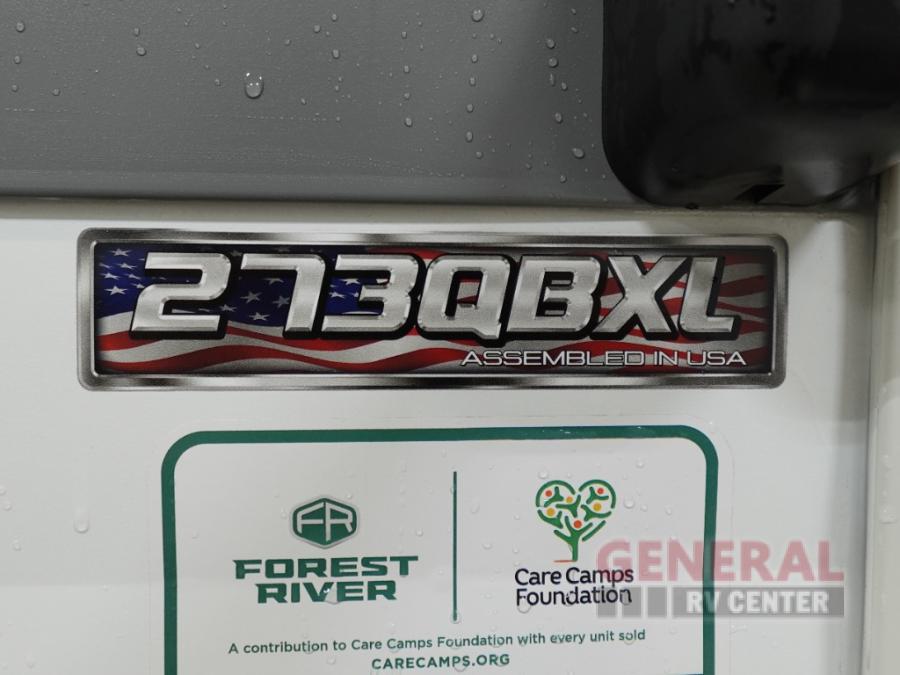 273QBXL
ASSEMBLED IN USA
FR
FOREST
RIVER
Care Camps
Foundation
GENERAL
RV CENTER
A contribution to Care Camps Foundation with every unit sold
CARECAMPS.ORG